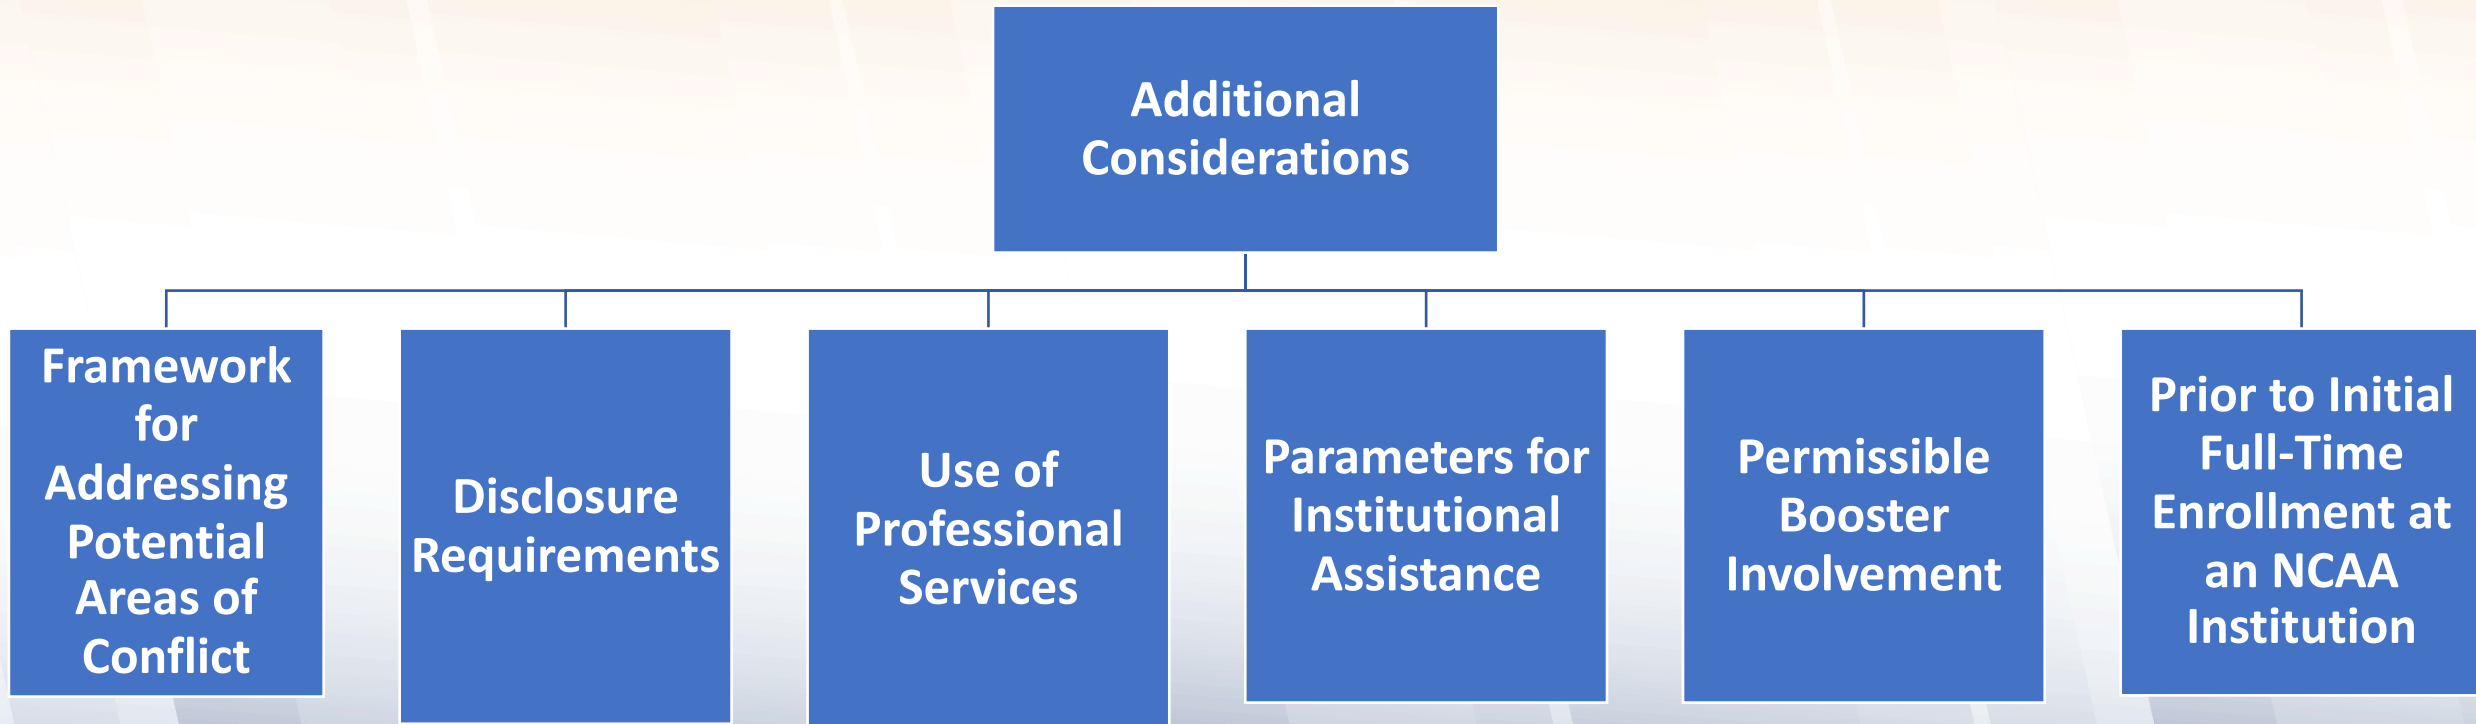 Additional
Considerations
Framework
for
Addressing
Potential
Areas of
Conflict
Disclosure
Requirements
Use of
Professional
Services
Parameters for
Institutional
Assistance
Permissible
Booster
Involvement
Prior to Initial
Full-Time
Enrollment at
an NCAA
Institution